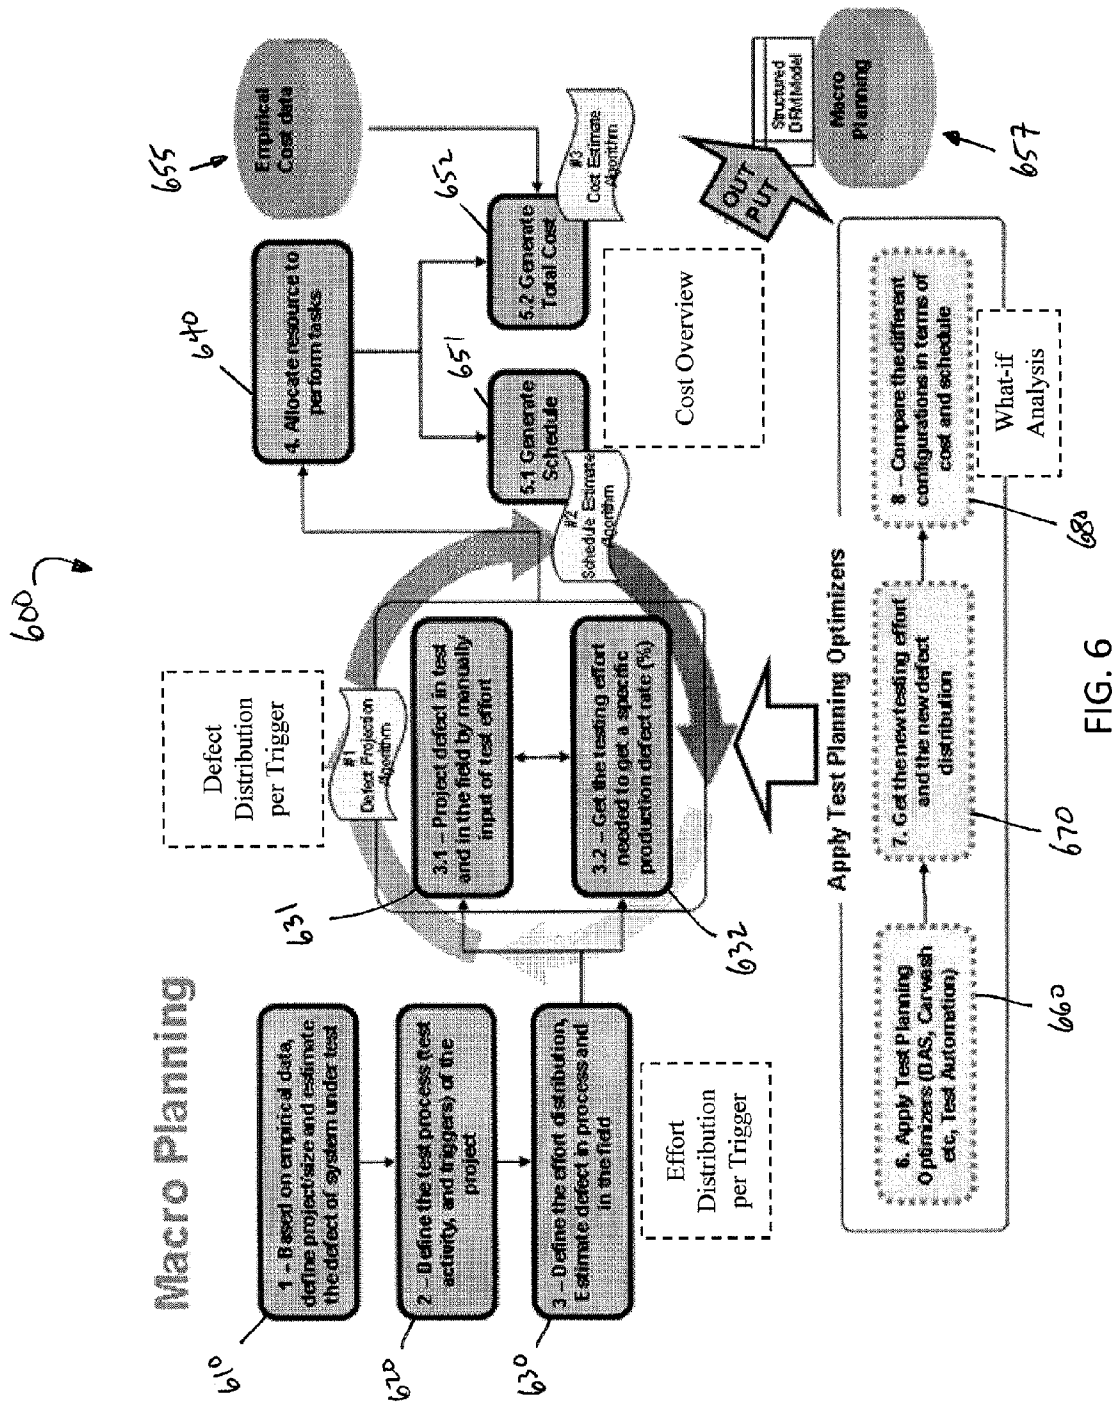 600
Macro Planning
610
1 – Based on empirical data,
define project/size and estimate
the defect of system under test
620
2 – Define the test process (test
activity, and triggers) of the
project
630
3 – Define the effort distribution,
Estimate defect in process and
in the field
Effort
Distribution
per Trigger
Defect
Distribution
per Trigger
#1
Defect Projection
Algorithm
631
3.1 – Project defect in test
and in the field by manually
input of test effort
3.2 – Get the testing effort
needed to get a specific
production defect rate (%)
632
640
4. Allocate resource to
perform tasks
655
Empirical
Cost data
651
5.1 Generate
Schedule
#2
Schedule Estimate
Algorithm
652
5.2 Generate
Total Cost
#3
Cost Estimate
Algorithm
Cost Overview
OUT
PUT
Structured
DRM Model
Macro
Planning
657
Apply Test Planning Optimizers
6. Apply Test Planning
Optimizers (DAS, Carwash
etc, Test Automation)
660
7. Get the new testing effort
and the new defect
distribution
670
8 – Compare the different
configurations in terms of
cost and schedule
680
What-if
Analysis
FIG. 6